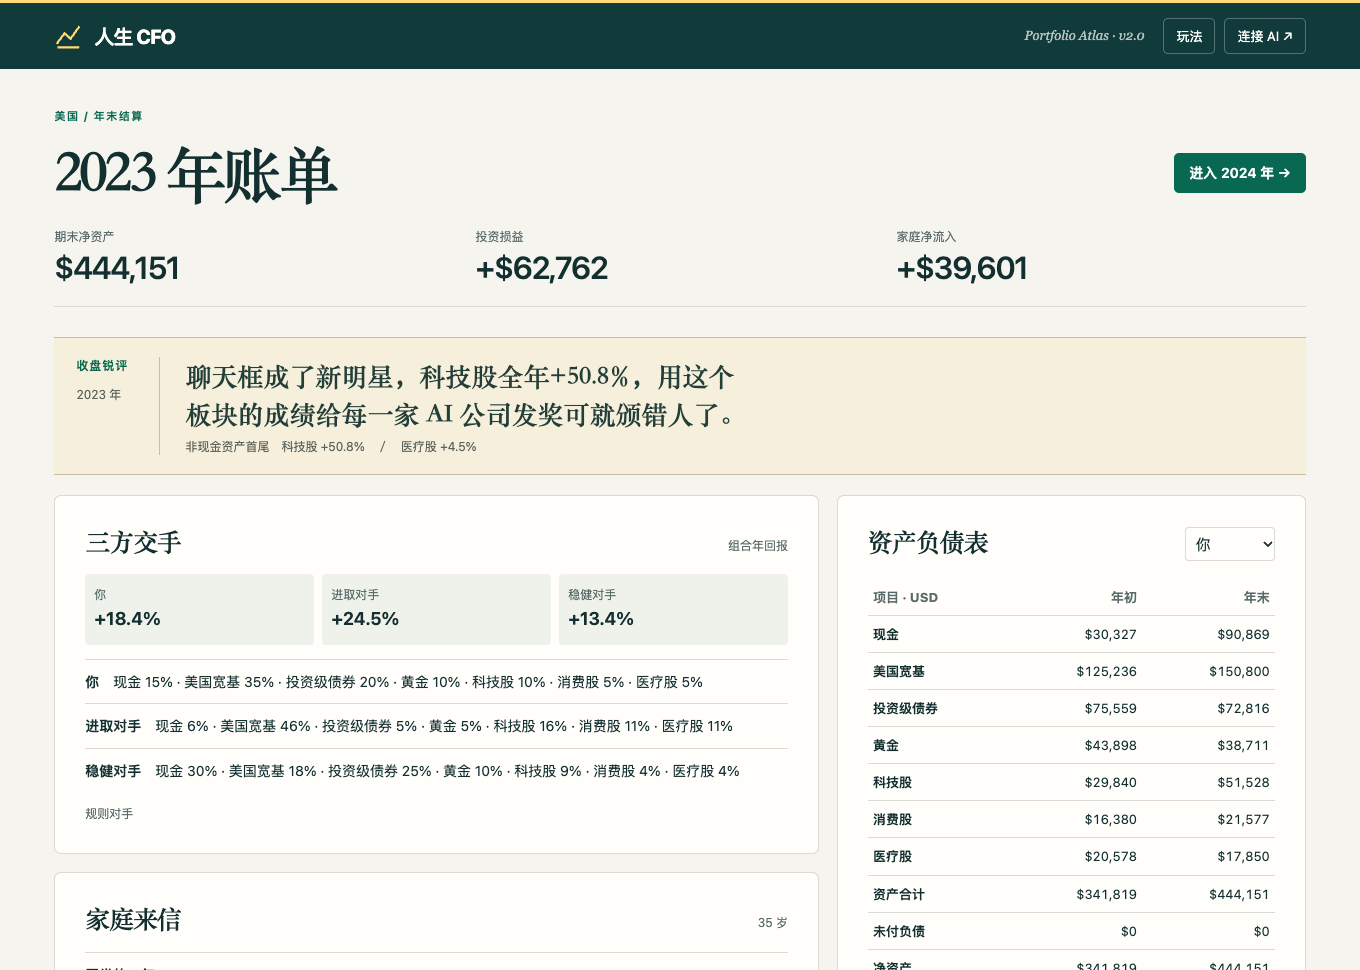 人生 CFO
Portfolio Atlas · v2.0
玩法
连接 AI ↗
美国 / 年末结算
2023 年账单
进入 2024 年 →
期末净资产
$444,151
投资损益
+$62,762
家庭净流入
+$39,601
收盘锐评
2023 年
聊天框成了新明星，科技股全年+50.8%，用这个
板块的成绩给每一家 AI 公司发奖可就颁错人了。
非现金资产首尾 科技股 +50.8% / 医疗股 +4.5%
三方交手
组合年回报
你
+18.4%
进取对手
+24.5%
稳健对手
+13.4%
你 现金 15% · 美国宽基 35% · 投资级债券 20% · 黄金 10% · 科技股 10% · 消费股 5% · 医疗股 5%
进取对手 现金 6% · 美国宽基 46% · 投资级债券 5% · 黄金 5% · 科技股 16% · 消费股 11% · 医疗股 11%
稳健对手 现金 30% · 美国宽基 18% · 投资级债券 25% · 黄金 10% · 科技股 9% · 消费股 4% · 医疗股 4%
规则对手
家庭来信
35 岁
资产负债表
你
项目 · USD 年初 年末
现金 $30,327 $90,869
美国宽基 $125,236 $150,800
投资级债券 $75,559 $72,816
黄金 $43,898 $38,711
科技股 $29,840 $51,528
消费股 $16,380 $21,577
医疗股 $20,578 $17,850
资产合计 $341,819 $444,151
未付负债 $0 $0
净资产 $341,819 $444,151